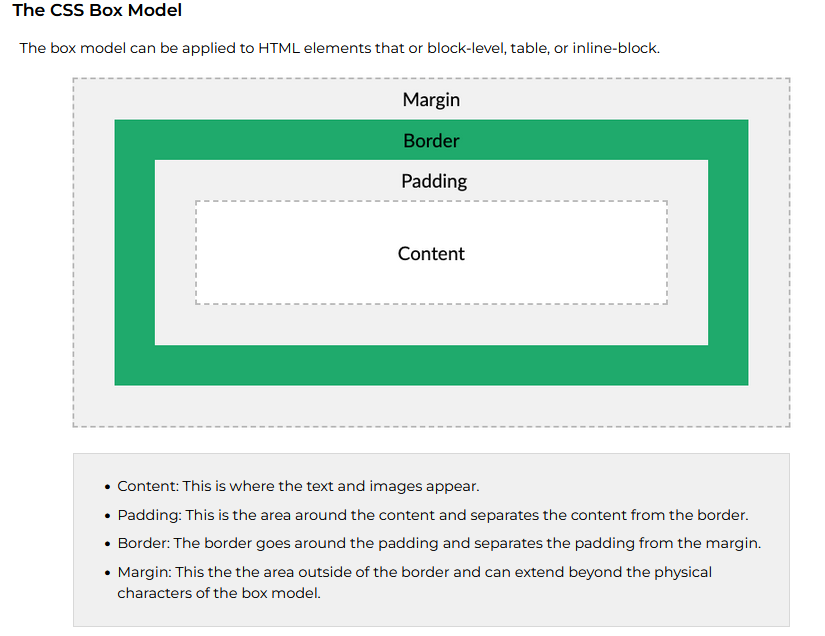 The CSS Box Model
The box model can be applied to HTML elements that or block-level, table, or inline-block.
Margin
Border
Padding
Content
• Content: This is where the text and images appear.
• Padding: This is the area around the content and separates the content from the border.
• Border: The border goes around the padding and separates the padding from the margin.
• Margin: This the the area outside of the border and can extend beyond the physical
characters of the box model.